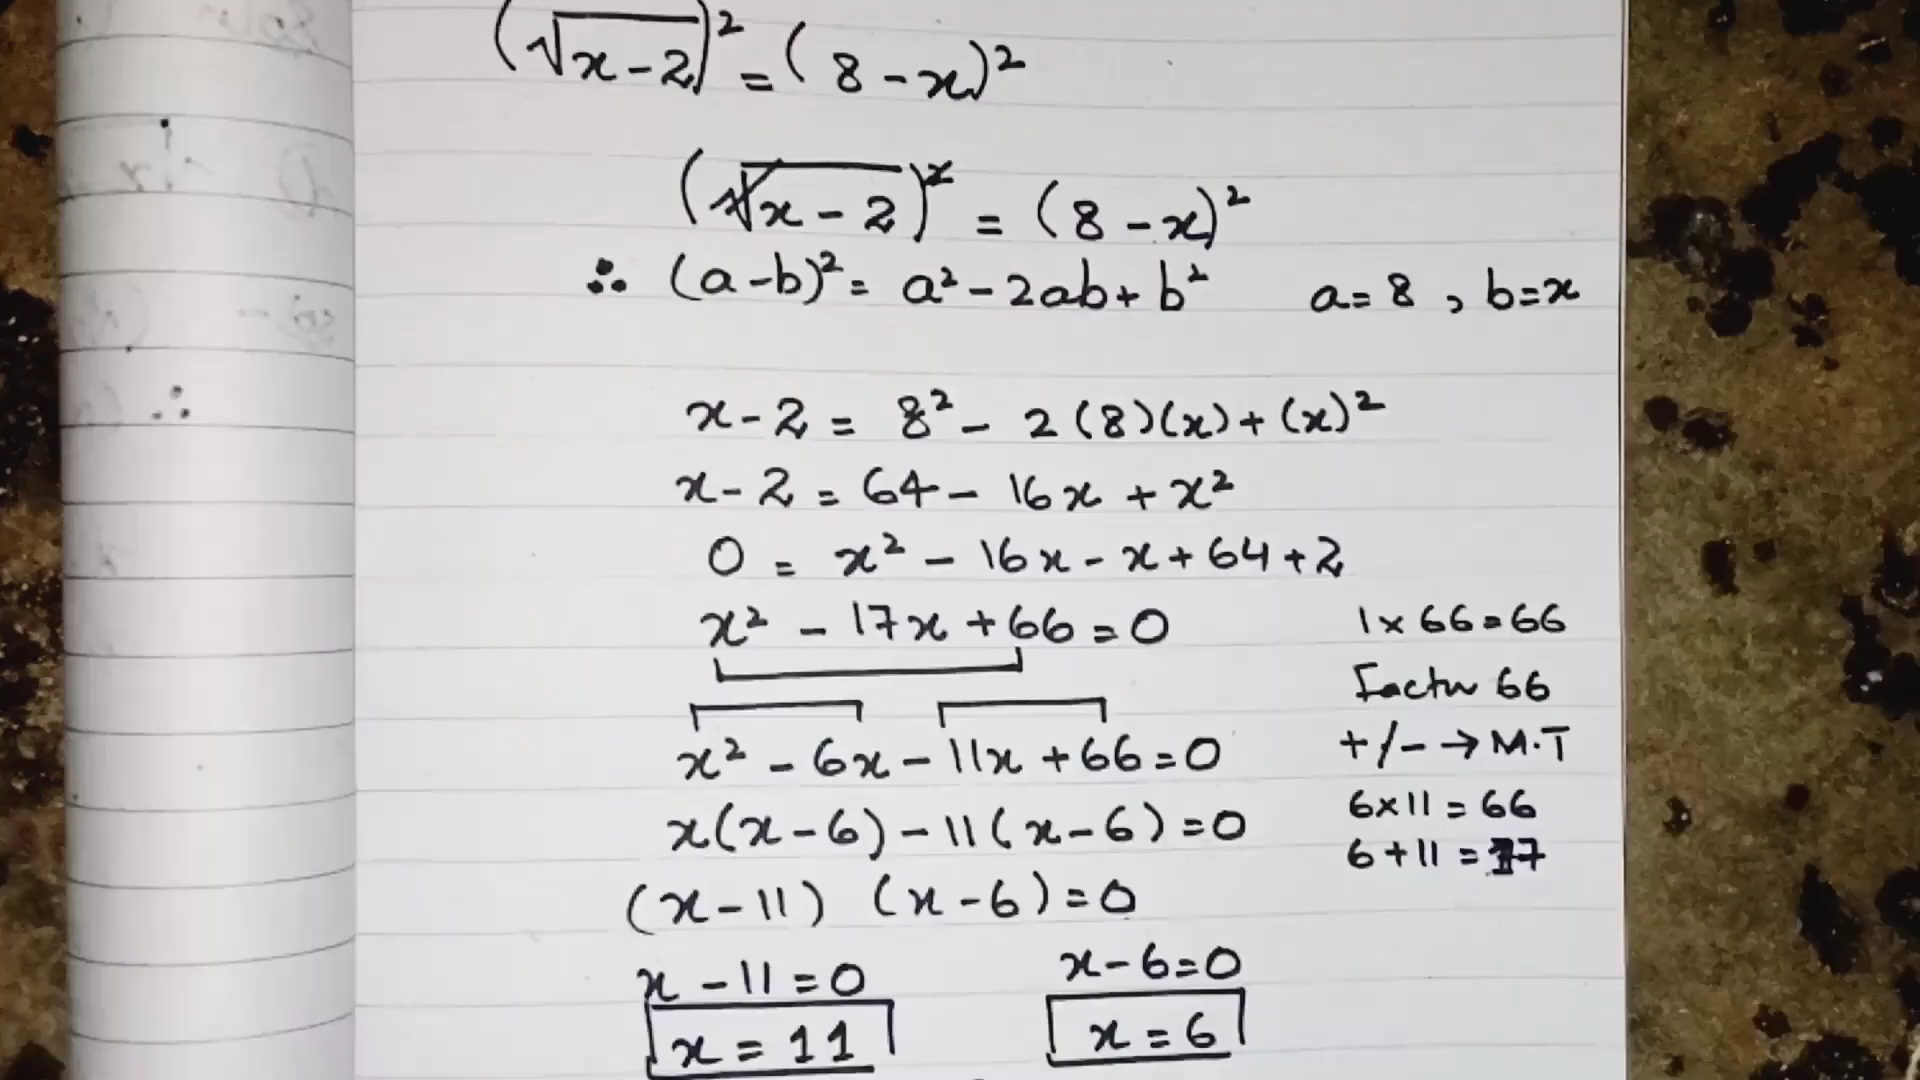 (√x-2)² = (8-x)²
(√x-2)² = (8-x)²
∴ (a-b)² = a² - 2ab + b² a=8, b=x
x-2 = 8² - 2(8)(x) + (x)²
x-2 = 64 - 16x + x²
0 = x² - 16x - x + 64 + 2
x² - 17x + 66 = 0 1 x 66 = 66
Factor 66
x² - 6x - 11x + 66 = 0 +/- → M.T
x(x-6) - 11(x-6) = 0 6x11 = 66
6+11 = 17
(x-11) (x-6) = 0
x-11=0 x-6=0
x = 11 x = 6